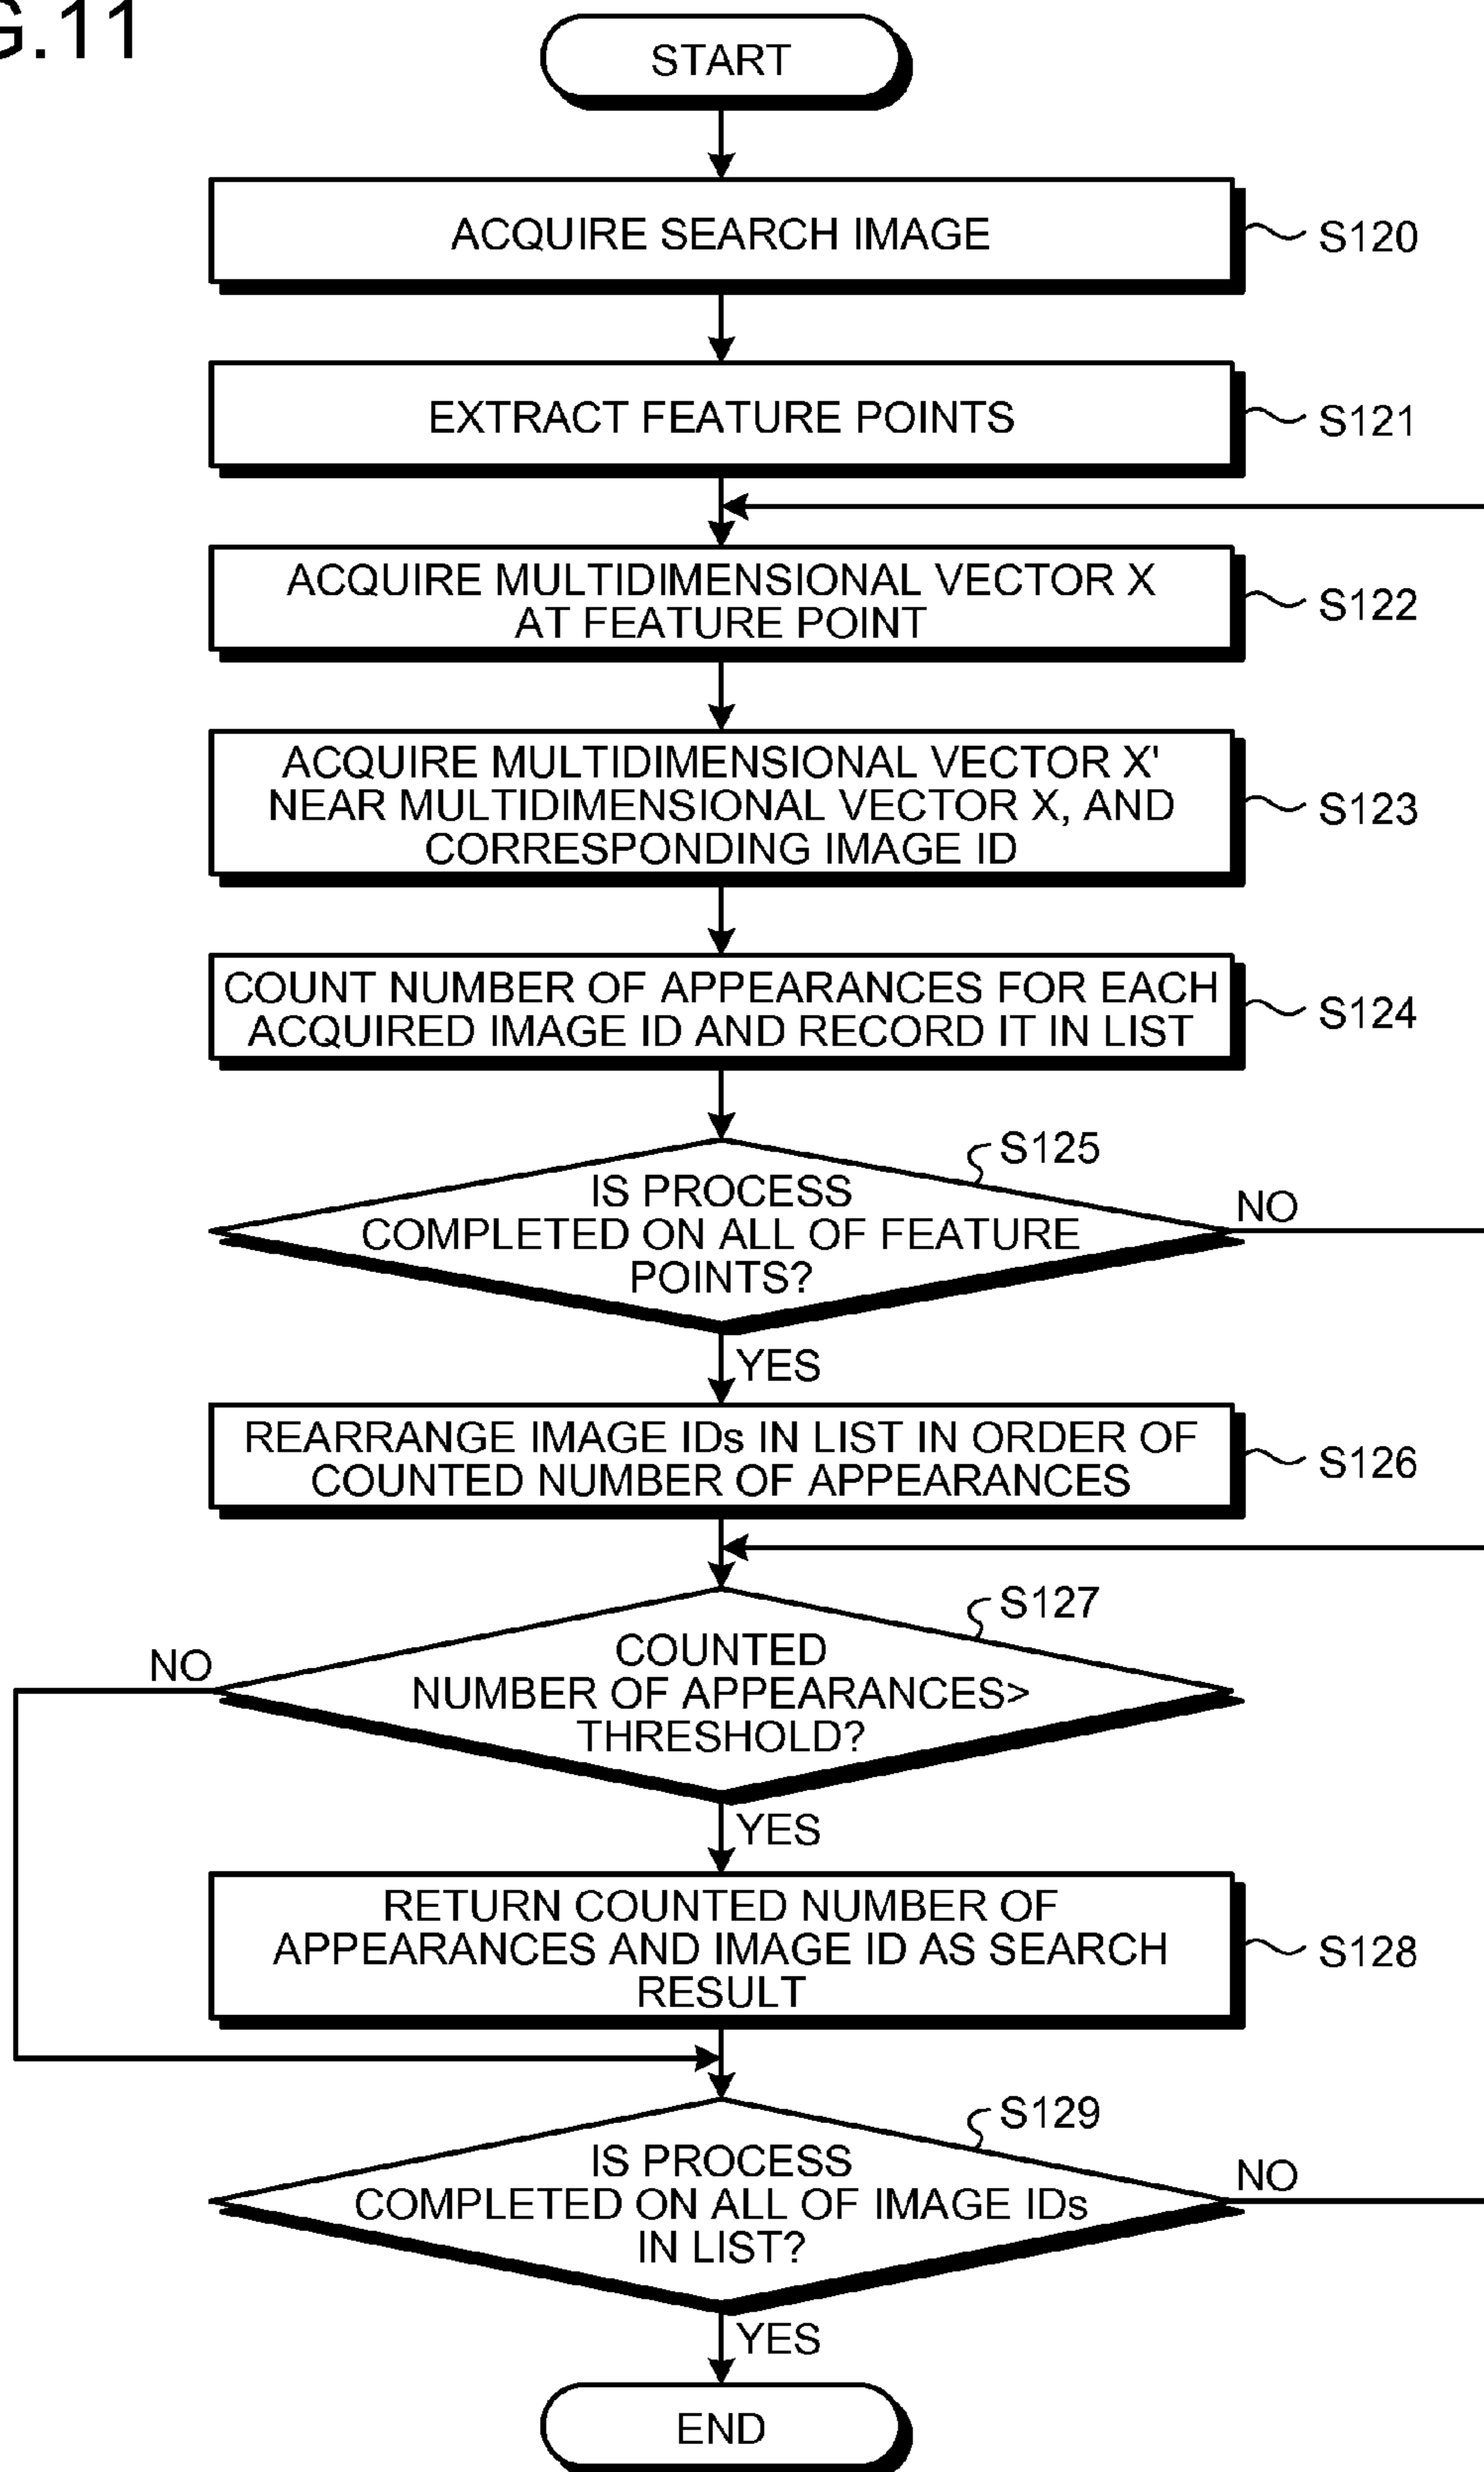 G.11
START
ACQUIRE SEARCH IMAGE
S120
EXTRACT FEATURE POINTS
S121
ACQUIRE MULTIDIMENSIONAL VECTOR X
AT FEATURE POINT
S122
ACQUIRE MULTIDIMENSIONAL VECTOR X'
NEAR MULTIDIMENSIONAL VECTOR X, AND
CORRESPONDING IMAGE ID
S123
COUNT NUMBER OF APPEARANCES FOR EACH
ACQUIRED IMAGE ID AND RECORD IT IN LIST
S124
S125
IS PROCESS
COMPLETED ON ALL OF FEATURE
POINTS?
NO
YES
REARRANGE IMAGE IDs IN LIST IN ORDER OF
COUNTED NUMBER OF APPEARANCES
S126
S127
COUNTED
NUMBER OF APPEARANCES>
THRESHOLD?
NO
YES
RETURN COUNTED NUMBER OF
APPEARANCES AND IMAGE ID AS SEARCH
RESULT
S128
S129
IS PROCESS
COMPLETED ON ALL OF IMAGE IDs
IN LIST?
NO
YES
END